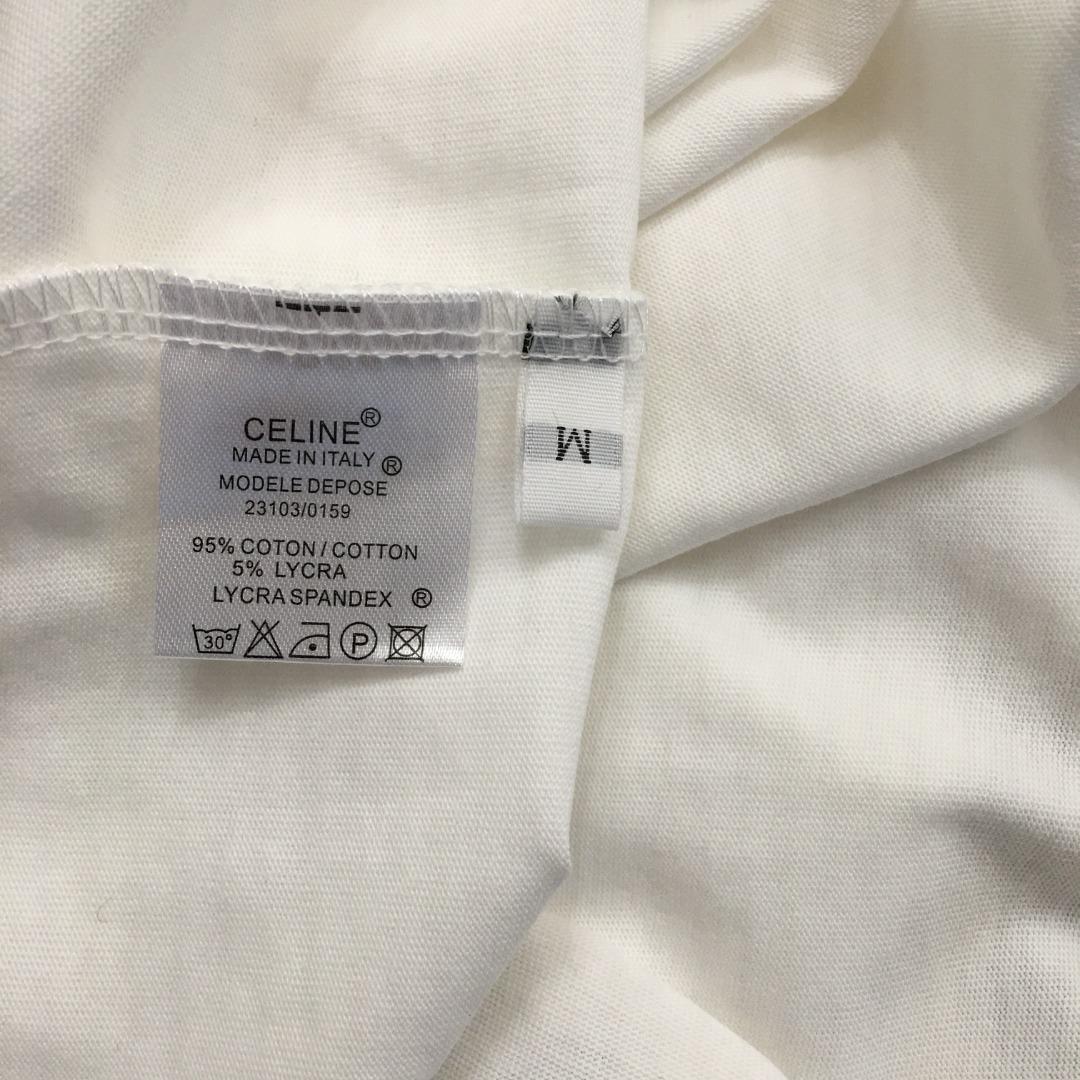 CELINE®
MADE IN ITALY ®
MODELE DEPOSE
23103/0159
95% COTON / COTTON
5% LYCRA
LYCRA SPANDEX ®
30°
P
M